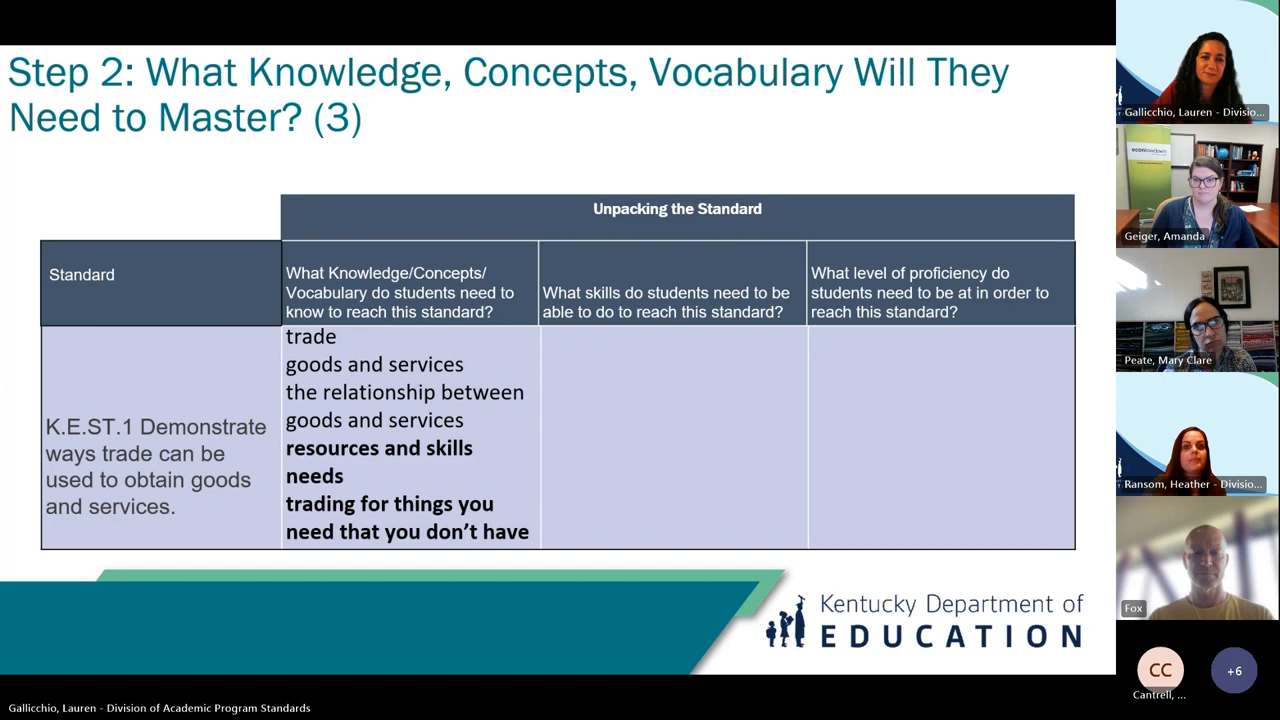 Step 2: What Knowledge, Concepts, Vocabulary Will They
Need to Master? (3)
Unpacking the Standard
Standard
What Knowledge/Concepts/
Vocabulary do students need to
know to reach this standard?
What skills do students need to be
able to do to reach this standard?
What level of proficiency do
students need to be at in order to
reach this standard?
K.E.ST.1 Demonstrate
ways trade can be
used to obtain goods
and services.
trade
goods and services
the relationship between
goods and services
resources and skills
needs
trading for things you
need that you don’t have
Kentucky Department of
EDUCATION
Gallicchio, Lauren - Divisio...
econlowdown
Geiger, Amanda
Peate, Mary Clare
Ransom, Heather - Divisio...
Fox
CC
Cantrell, ...
+6
Gallicchio, Lauren - Division of Academic Program Standards